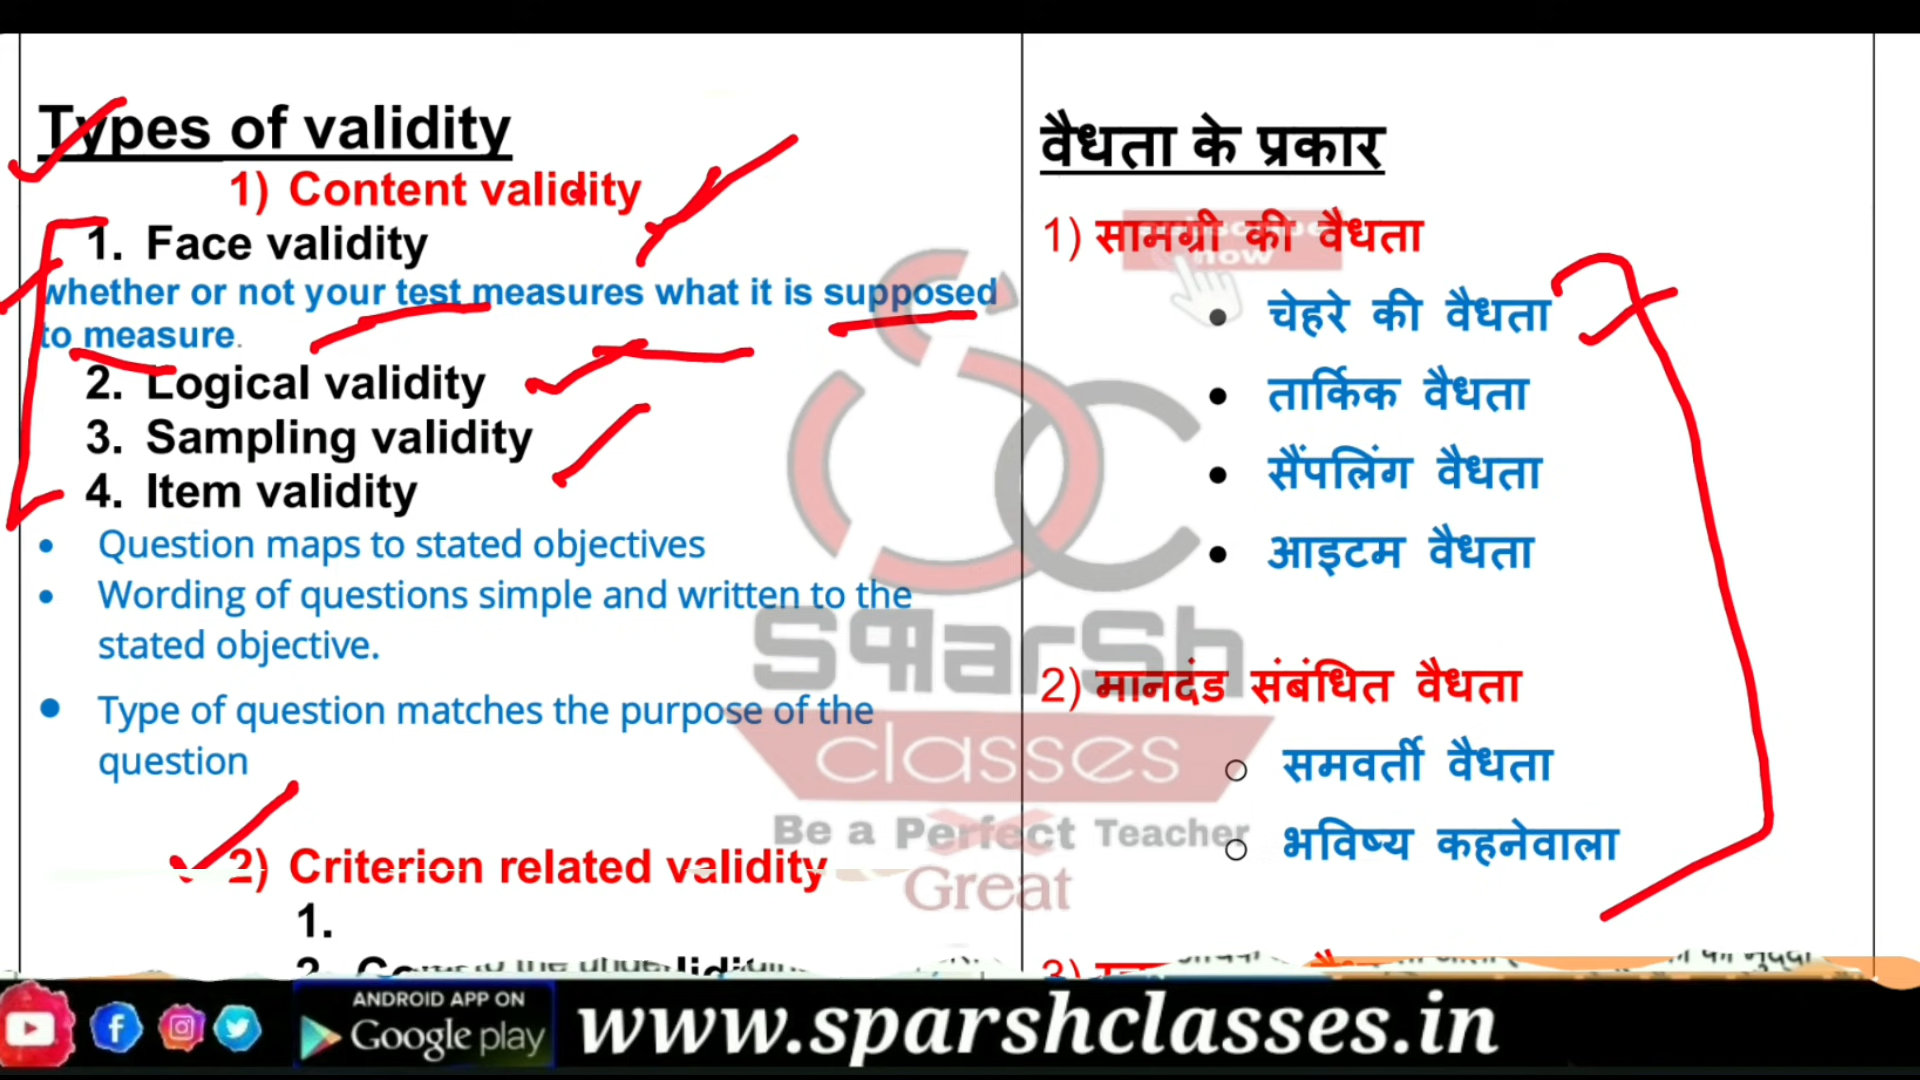 Types of validity
1) Content validity
1. Face validity
whether or not your test measures what it is supposed
to measure.
2. Logical validity
3. Sampling validity
4. Item validity
• Question maps to stated objectives
• Wording of questions simple and written to the
stated objective.
• Type of question matches the purpose of the
question
2) Criterion related validity
1.
वैधता के प्रकार
1) सामग्री की वैधता
• चेहरे की वैधता
• तार्किक वैधता
• सैंपलिंग वैधता
• आइटम वैधता
2) मानदंड संबंधित वैधता
○ समवर्ती वैधता
○ भविष्य कहनेवाला
3)
subscribe
now
Sपarsh
classes
Be a Perfect Teacher
Great
ANDROID APP ON
Google play
www.sparshclasses.in